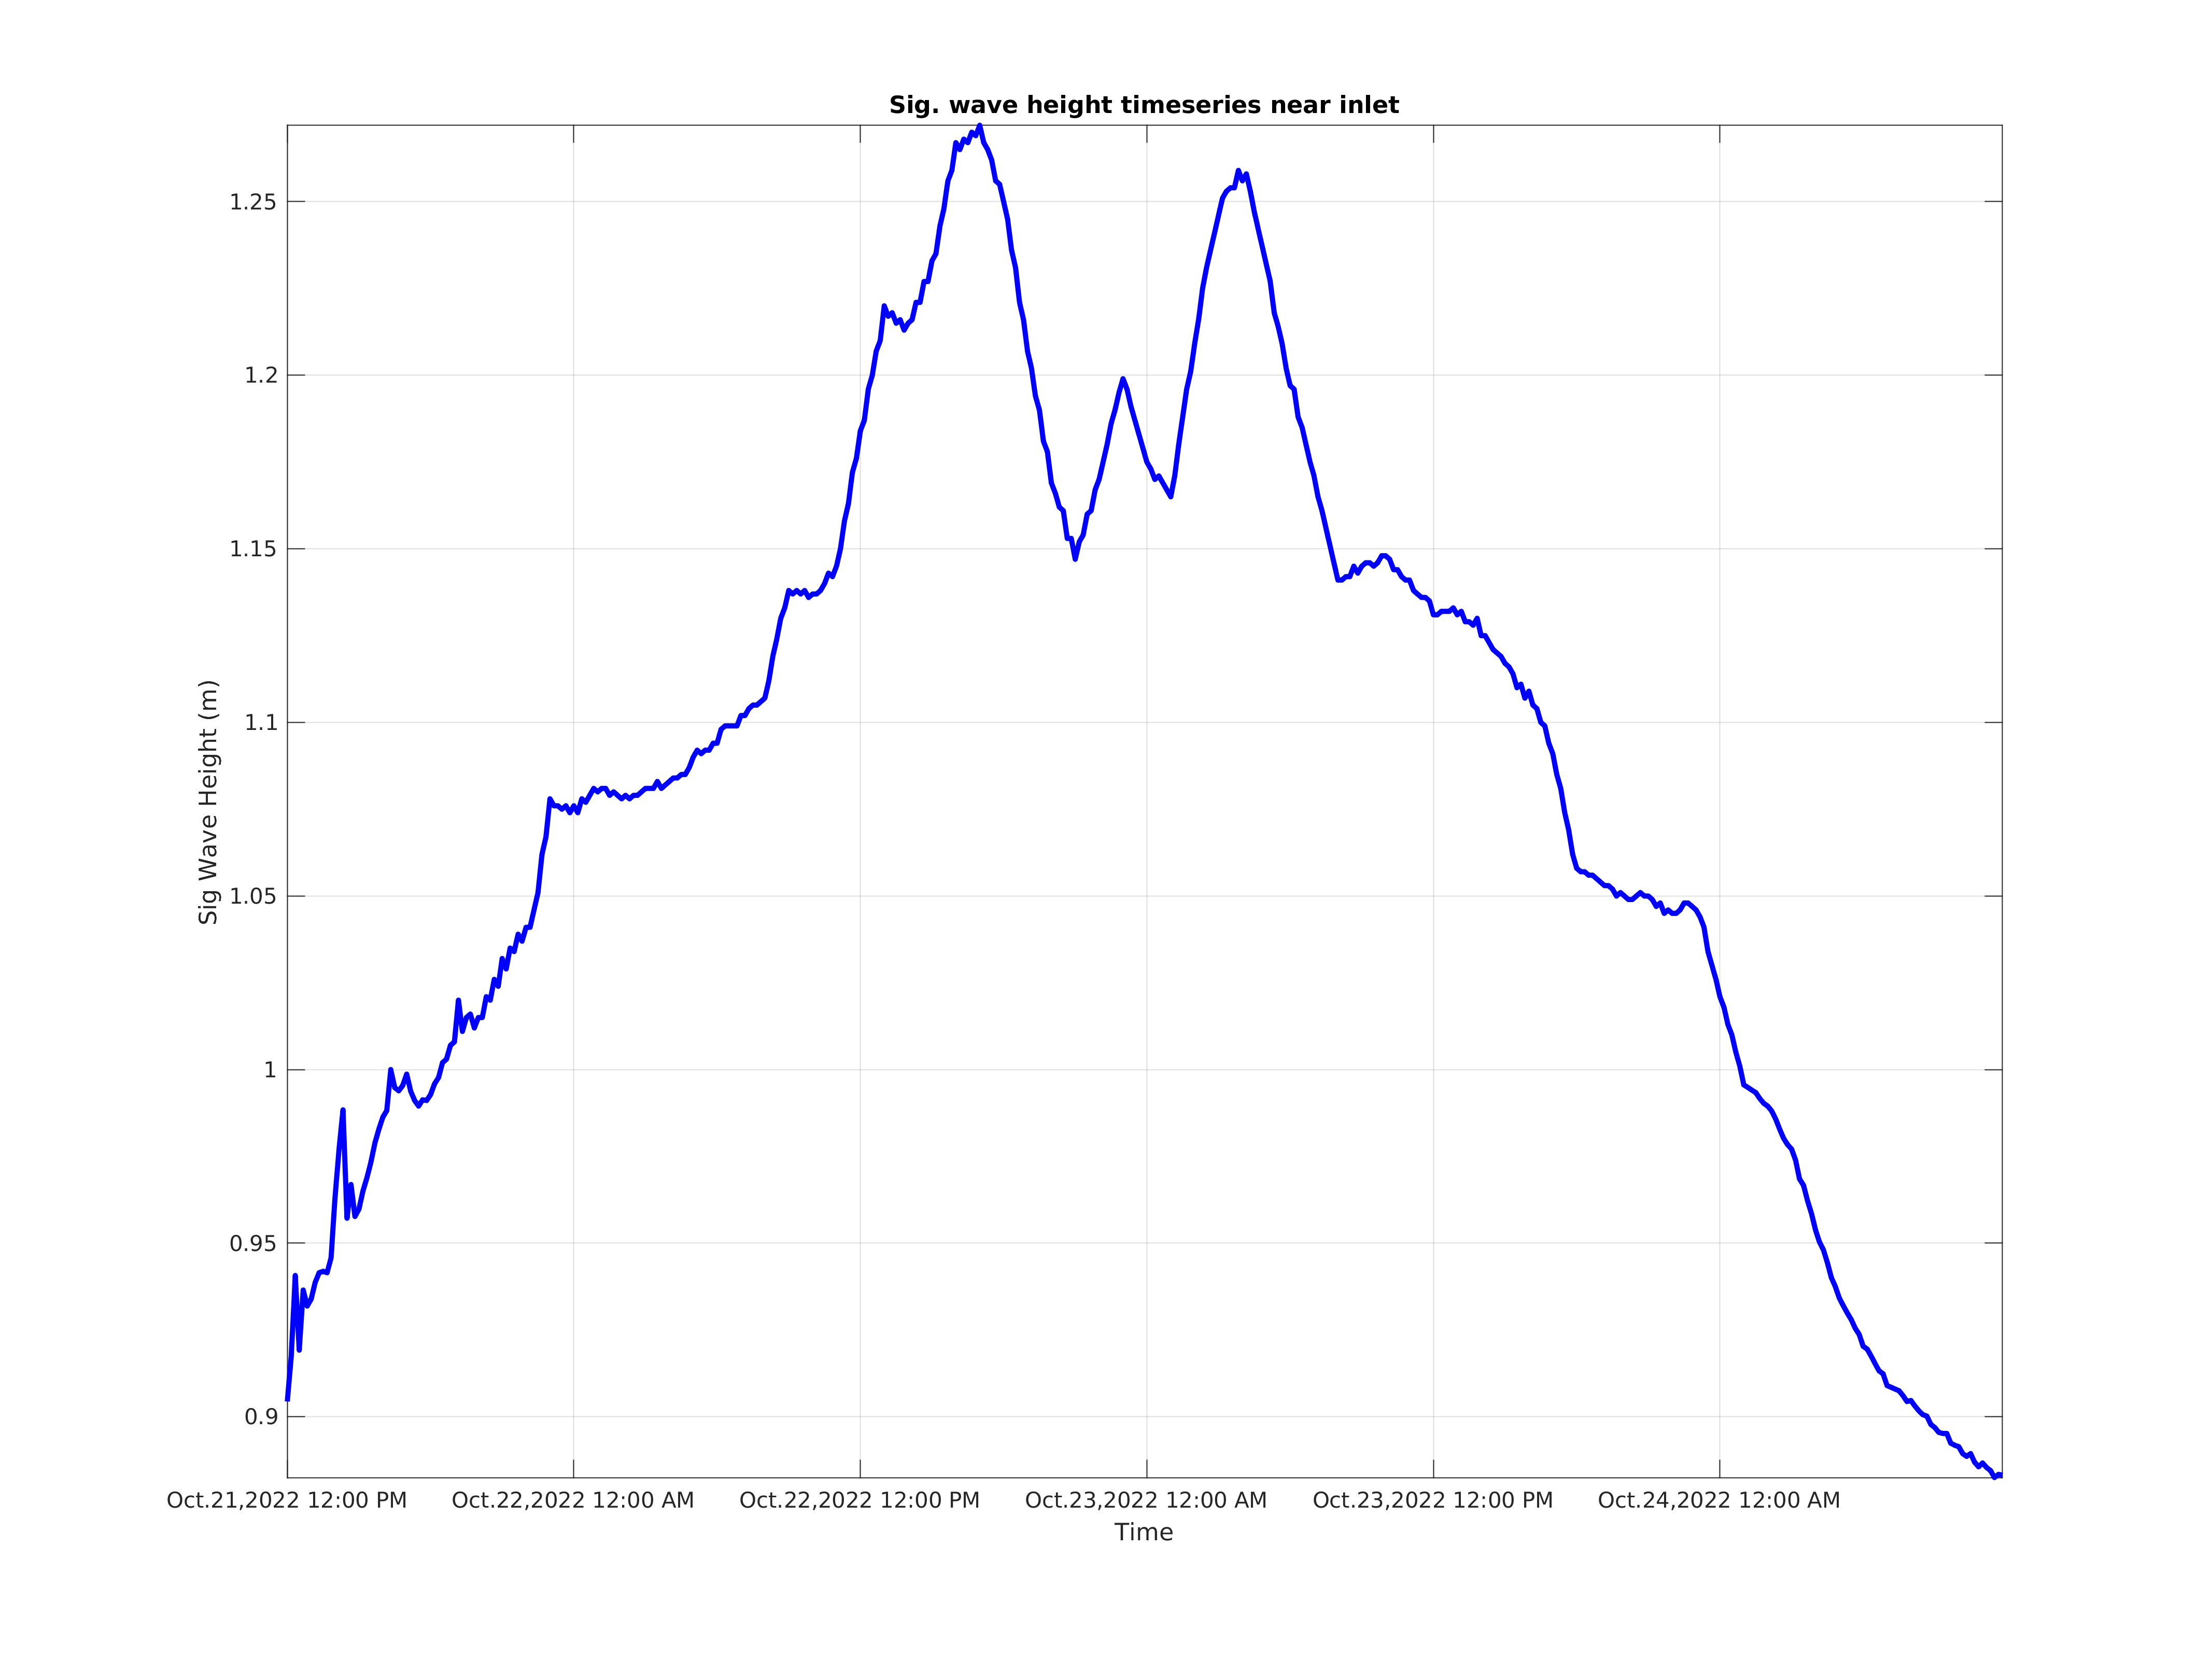 Sig. wave height timeseries near inlet
1.25
1.2
1.15
1.1
1.05
1
0.95
0.9
Sig Wave Height (m)
Oct.21,2022 12:00 PM Oct.22,2022 12:00 AM Oct.22,2022 12:00 PM Oct.23,2022 12:00 AM Oct.23,2022 12:00 PM Oct.24,2022 12:00 AM
Time